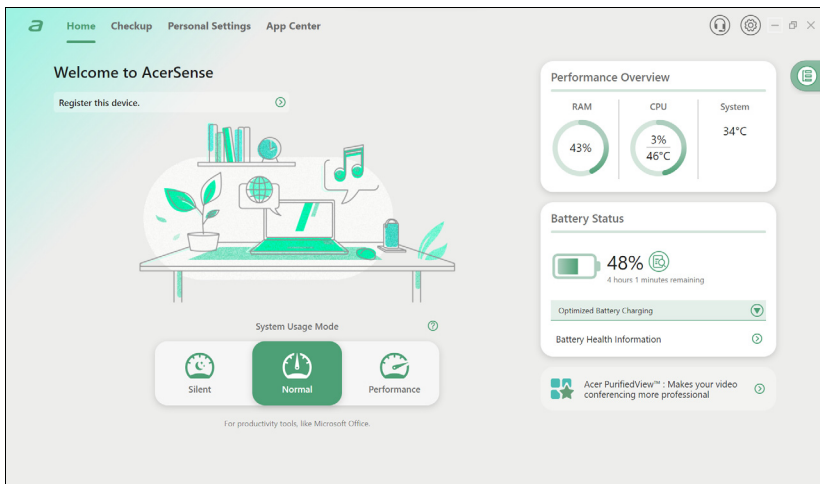 Home Checkup Personal Settings App Center
Welcome to AcerSense
Register this device.
System Usage Mode
Silent
Normal
Performance
For productivity tools, like Microsoft Office.
Performance Overview
RAM CPU System
43%
3%
46°C
34°C
Battery Status
48%
4 hours 1 minutes remaining
Optimized Battery Charging
Battery Health Information
Acer PurifiedView™ : Makes your video
conferencing more professional